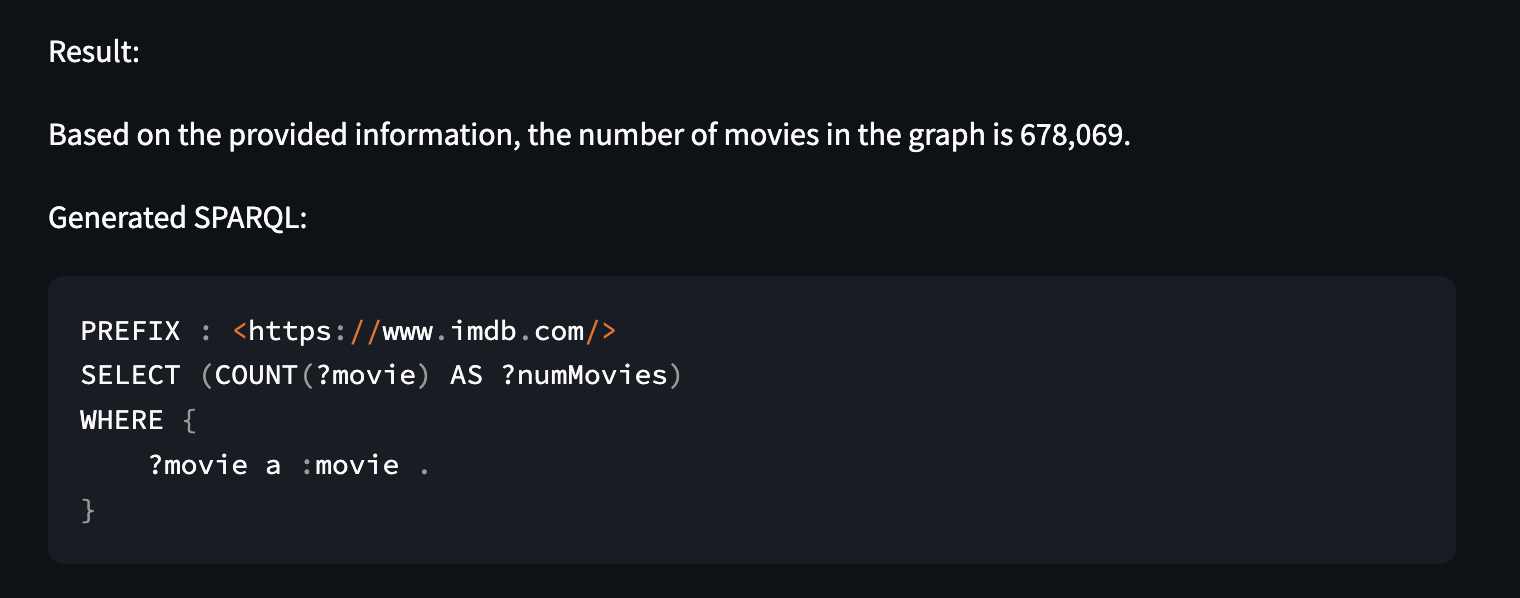 Result:
Based on the provided information, the number of movies in the graph is 678,069.
Generated SPARQL:
PREFIX : <https://www.imdb.com/>
SELECT (COUNT(?movie) AS ?numMovies)
WHERE {
    ?movie a :movie .
}